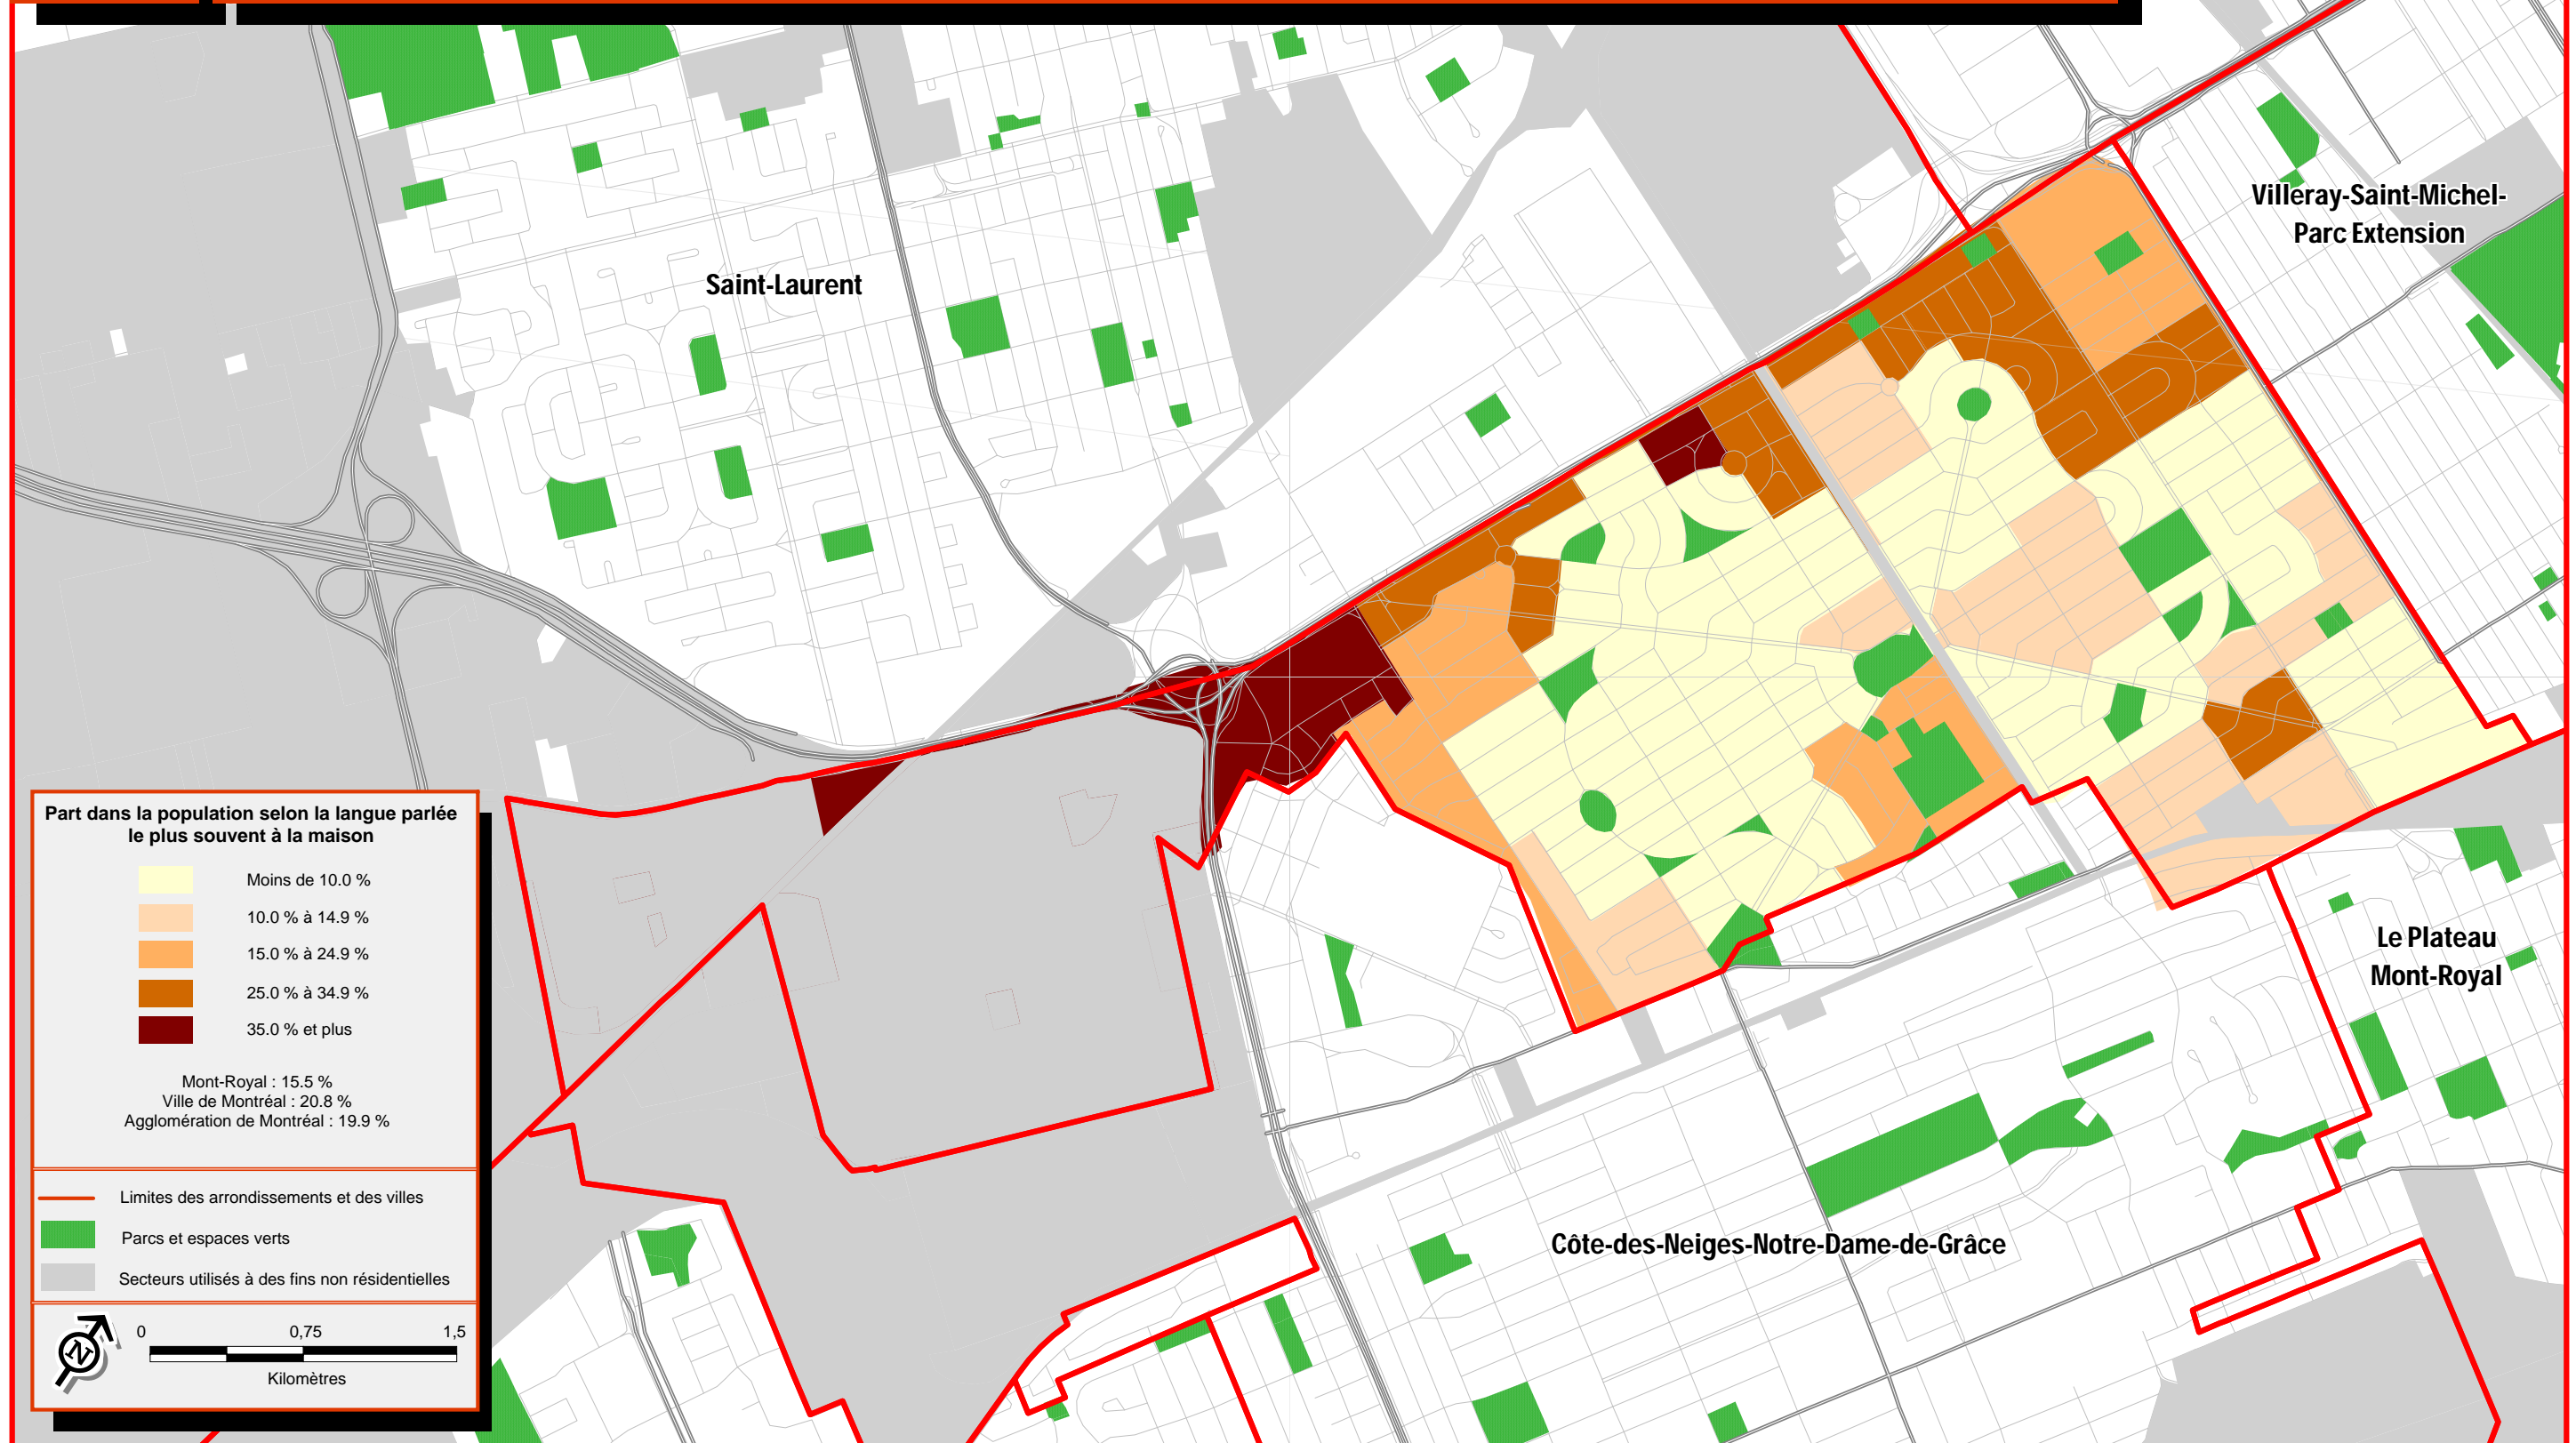 Villeray-Saint-Michel-
Parc Extension
Saint-Laurent
Le Plateau
Mont-Royal
Côte-des-Neiges-Notre-Dame-de-Grâce
Part dans la population selon la langue parlée
le plus souvent à la maison
Moins de 10.0 %
10.0 % à 14.9 %
15.0 % à 24.9 %
25.0 % à 34.9 %
35.0 % et plus
Mont-Royal : 15.5 %
Ville de Montréal : 20.8 %
Agglomération de Montréal : 19.9 %
Limites des arrondissements et des villes
Parcs et espaces verts
Secteurs utilisés à des fins non résidentielles
N
0 0,75 1,5
Kilomètres